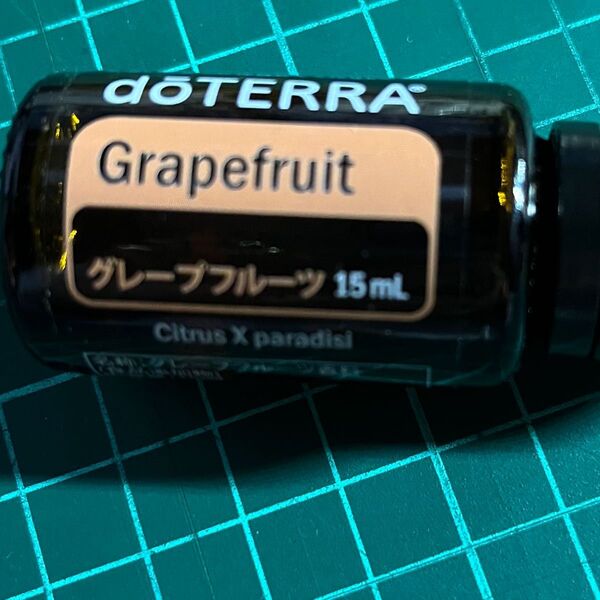 dōTERRA®
Grapefruit
グレープフルーツ 15 mL
Citrus X paradisi